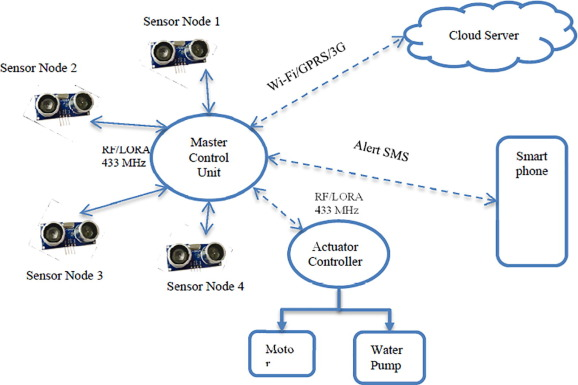 Sensor Node 1
Cloud Server
Sensor Node 2
Wi-Fi/GPRS/3G
RF/LORA
433 MHz
Master
Control
Unit
Alert SMS
Smart
phone
RF/LORA
433 MHz
Sensor Node 3
Sensor Node 4
Actuator
Controller
Moto
r
Water
Pump